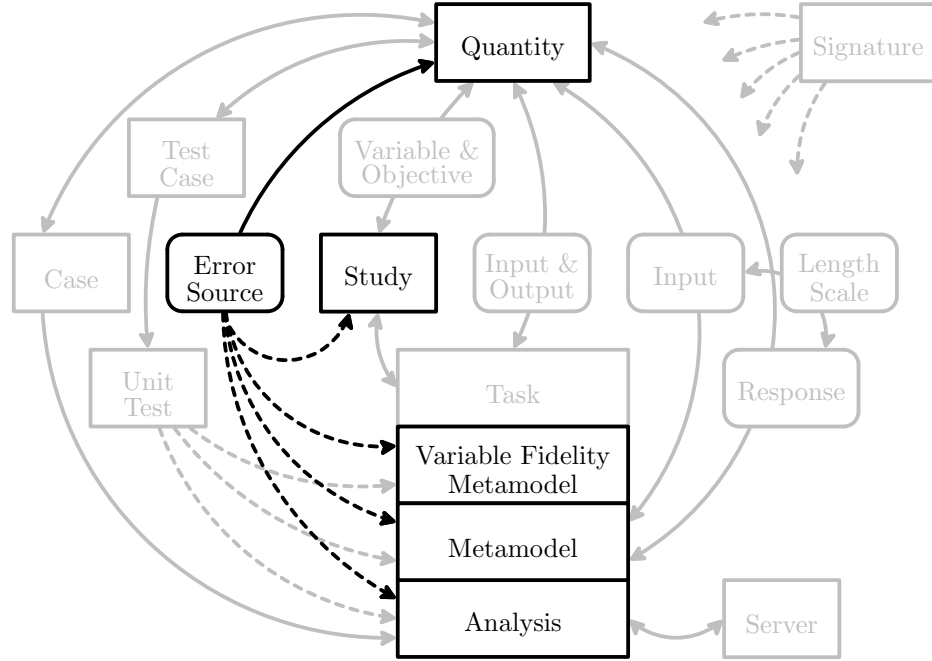 Quantity
Signature
Test
Case
Variable &
Objective
Case
Error
Source
Study
Input &
Output
Input
Length
Scale
Unit
Test
Task
Response
Variable Fidelity
Metamodel
Metamodel
Analysis
Server